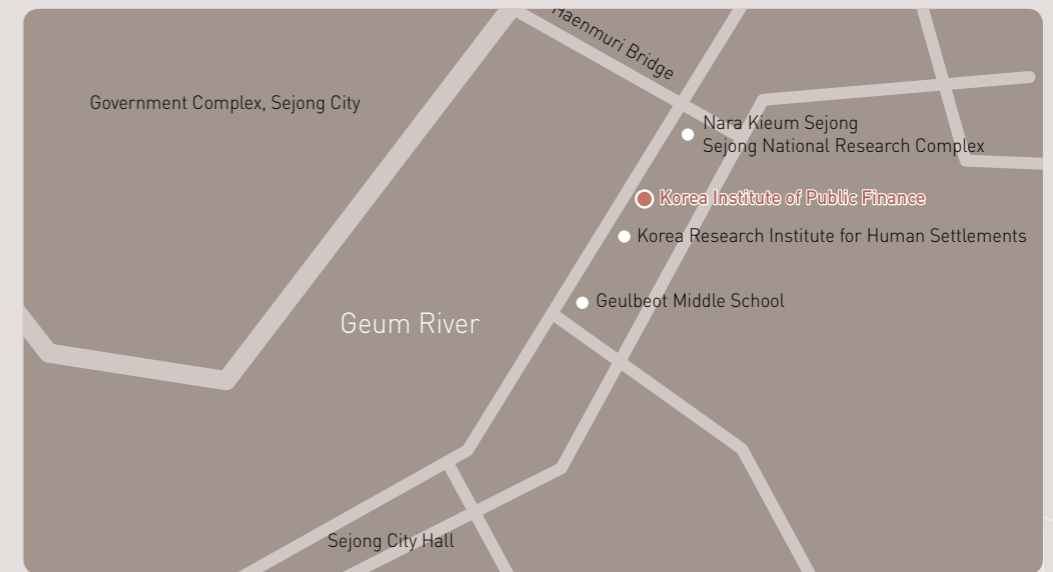 Haenmuri Bridge
Government Complex, Sejong City
Nara Kieum Sejong
Sejong National Research Complex
Korea Institute of Public Finance
Korea Research Institute for Human Settlements
Geulbeot Middle School
Geum River
Sejong City Hall